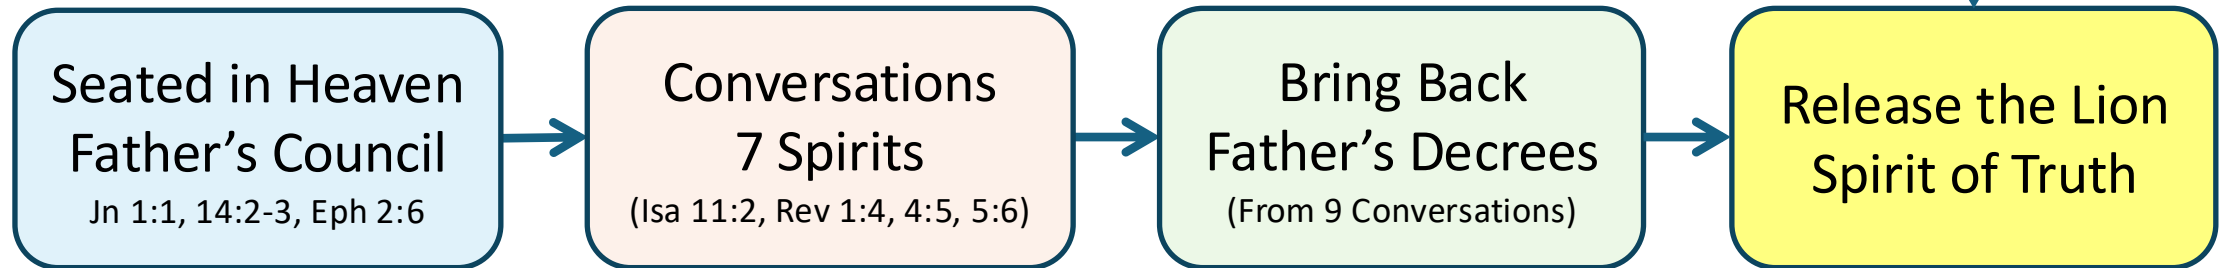 Seated in Heaven
Father’s Council
Jn 1:1, 14:2-3, Eph 2:6
Conversations
7 Spirits
(Isa 11:2, Rev 1:4, 4:5, 5:6)
Bring Back
Father’s Decrees
(From 9 Conversations)
Release the Lion
Spirit of Truth